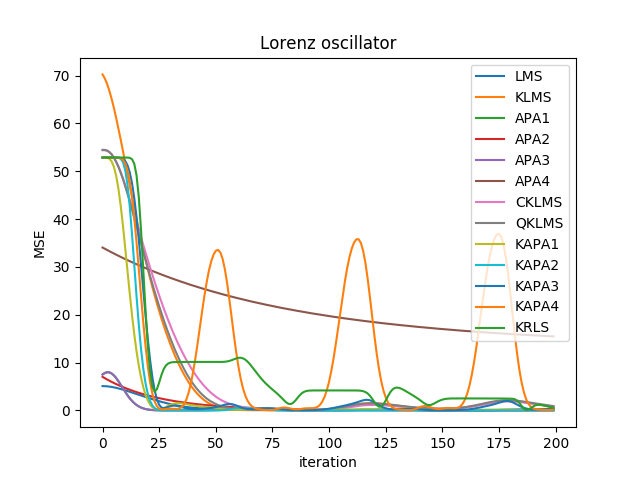 Lorenz oscillator
70
60
50
40
30
20
10
0
MSE
0 25 50 75 100 125 150 175 200
iteration
LMS
KLMS
APA1
APA2
APA3
APA4
CKLMS
QKLMS
KAPA1
KAPA2
KAPA3
KAPA4
KRLS